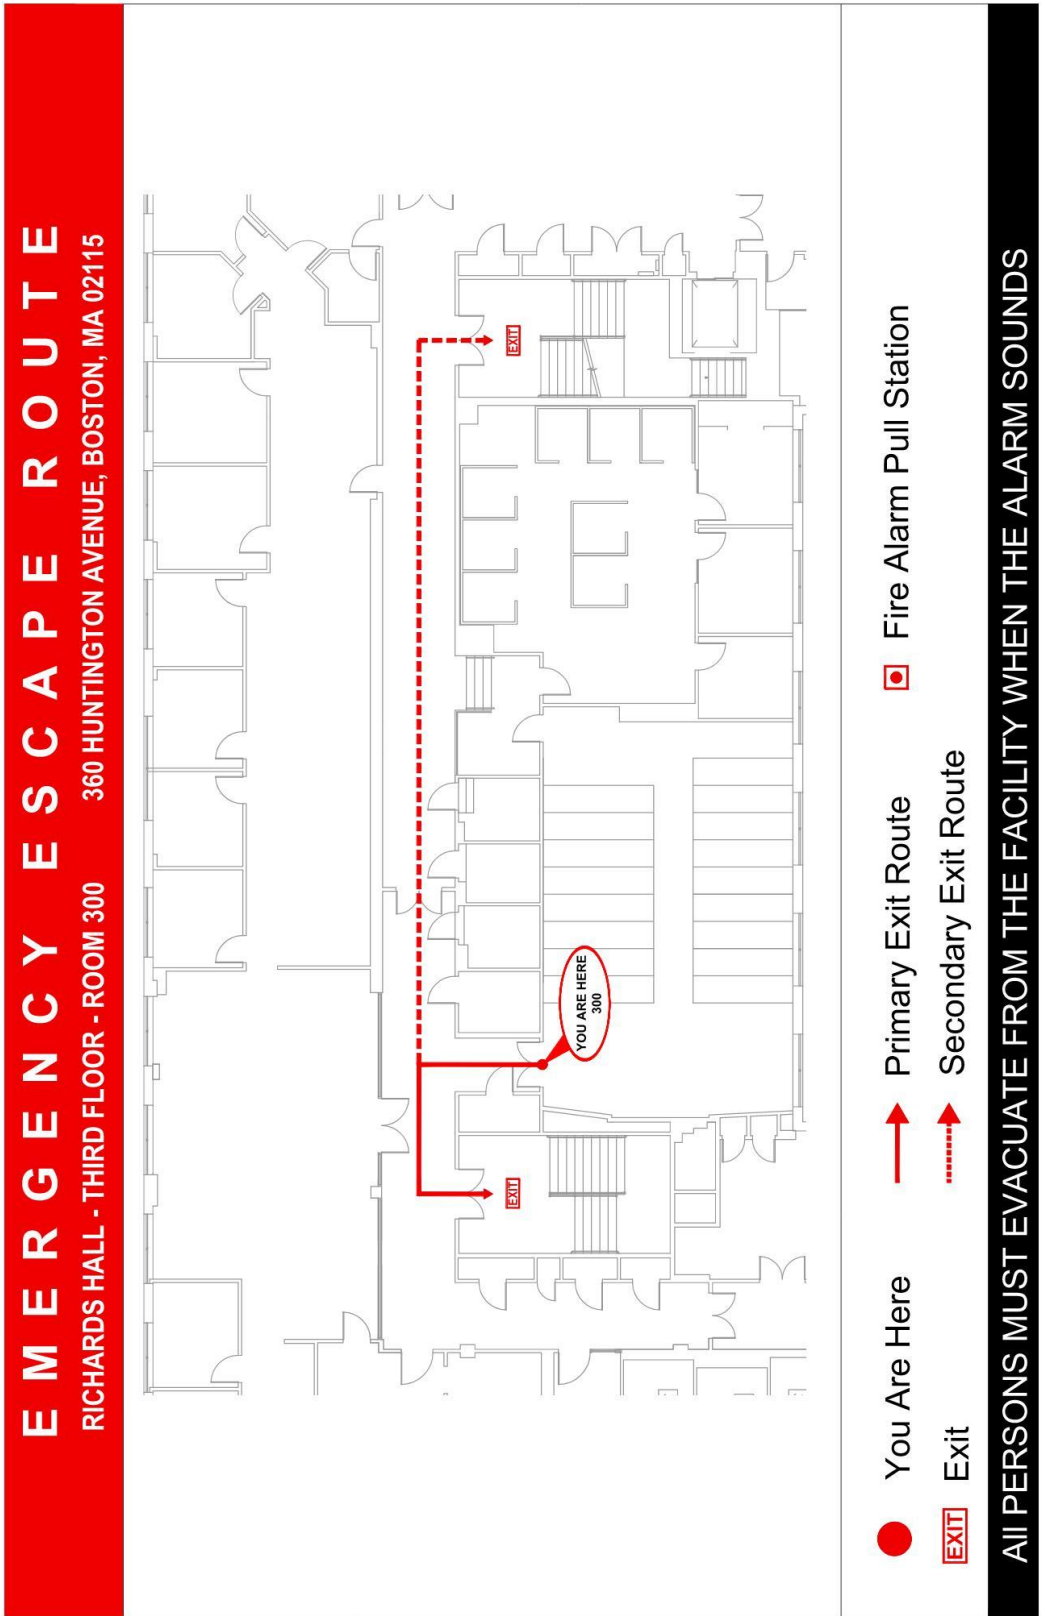 EMERGENCY ESCAPE ROUTE
RICHARDS HALL - THIRD FLOOR - ROOM 300 360 HUNTINGTON AVENUE, BOSTON, MA 02115
EXIT
YOU ARE HERE
300
EXIT
You Are Here
Primary Exit Route
Fire Alarm Pull Station
EXIT Exit
Secondary Exit Route
All PERSONS MUST EVACUATE FROM THE FACILITY WHEN THE ALARM SOUNDS